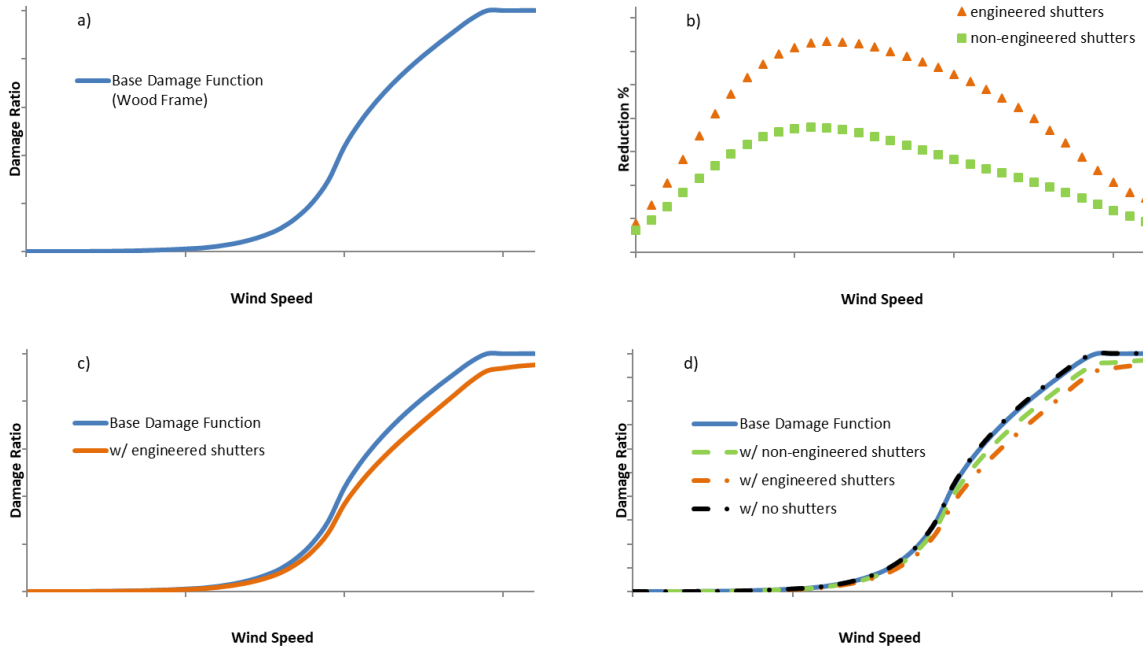 a)
Base Damage Function
(Wood Frame)
Damage Ratio
Wind Speed
b)
engineered shutters
non-engineered shutters
Reduction %
Wind Speed
c)
Base Damage Function
w/ engineered shutters
Damage Ratio
Wind Speed
d)
Base Damage Function
w/ non-engineered shutters
w/ engineered shutters
w/ no shutters
Damage Ratio
Wind Speed